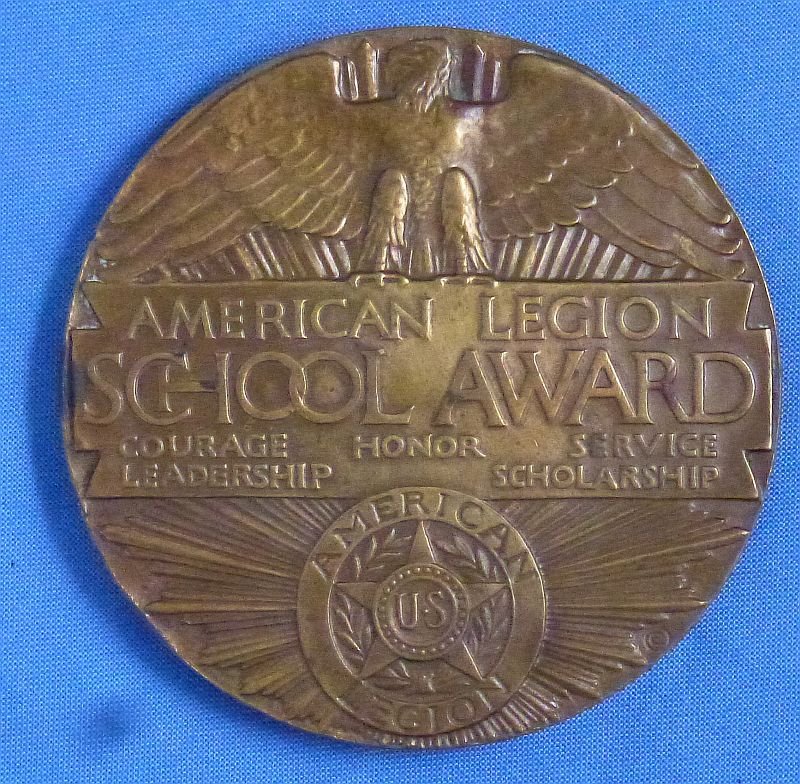 AMERICAN LEGION
SCHOOL AWARD
COURAGE HONOR SERVICE
LEADERSHIP SCHOLARSHIP
AMERICAN
U·S
LEGION
©